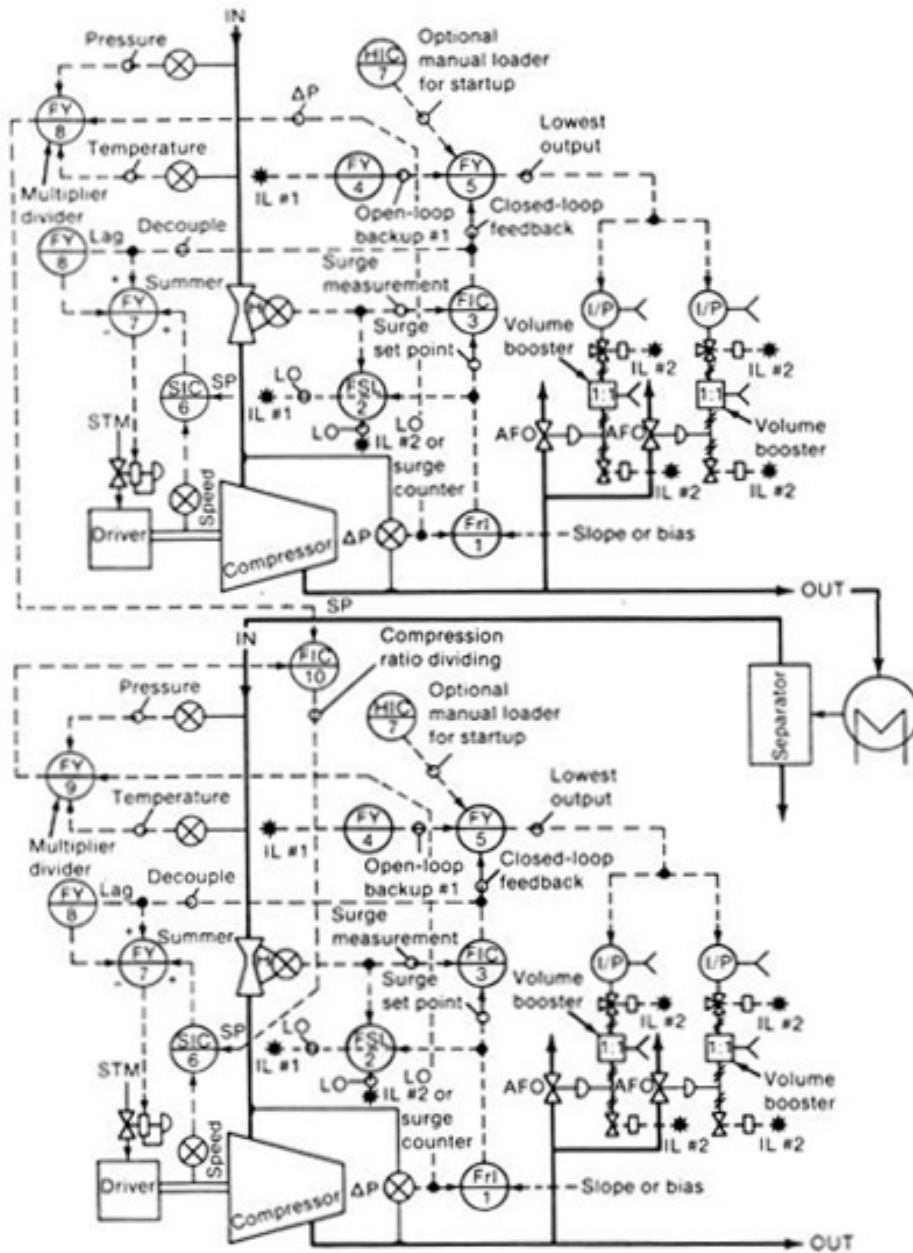 IN
Pressure
HIC
7
Optional
manual loader
for startup
FY
8
ΔP
Lowest
output
Temperature
FY
4
FY
5
IL #1
Multiplier
divider
Open-loop
backup #1
Closed-loop
feedback
FY
8
Lag
Decouple
+
Summer
FY
7
-
+
Surge
measurement
FIC
3
I/P
I/P
Volume
booster
Surge
set point
IL #2
IL #2
SIC
6
SP
LO
IL #1
FSL
2
1:1
1:1
STM
LO
LO
IL #2 or
surge
counter
AFO
AFO
Volume
booster
IL #2
IL #2
Speed
Driver
Compressor
ΔP
FrI
1
Slope or bias
OUT
SP
IN
FIC
10
Compression
ratio dividing
Separator
Pressure
HIC
7
Optional
manual loader
for startup
FY
9
Lowest
output
Temperature
FY
4
FY
5
IL #1
Multiplier
divider
Open-loop
backup #1
Closed-loop
feedback
FY
8
Lag
Decouple
+
Summer
FY
7
-
+
Surge
measurement
FIC
3
I/P
I/P
Volume
booster
Surge
set point
IL #2
IL #2
SIC
6
SP
LO
IL #1
FSL
2
1:1
1:1
STM
LO
LO
IL #2 or
surge
counter
AFO
AFO
Volume
booster
IL #2
IL #2
Speed
Driver
Compressor
ΔP
FrI
1
Slope or bias
OUT